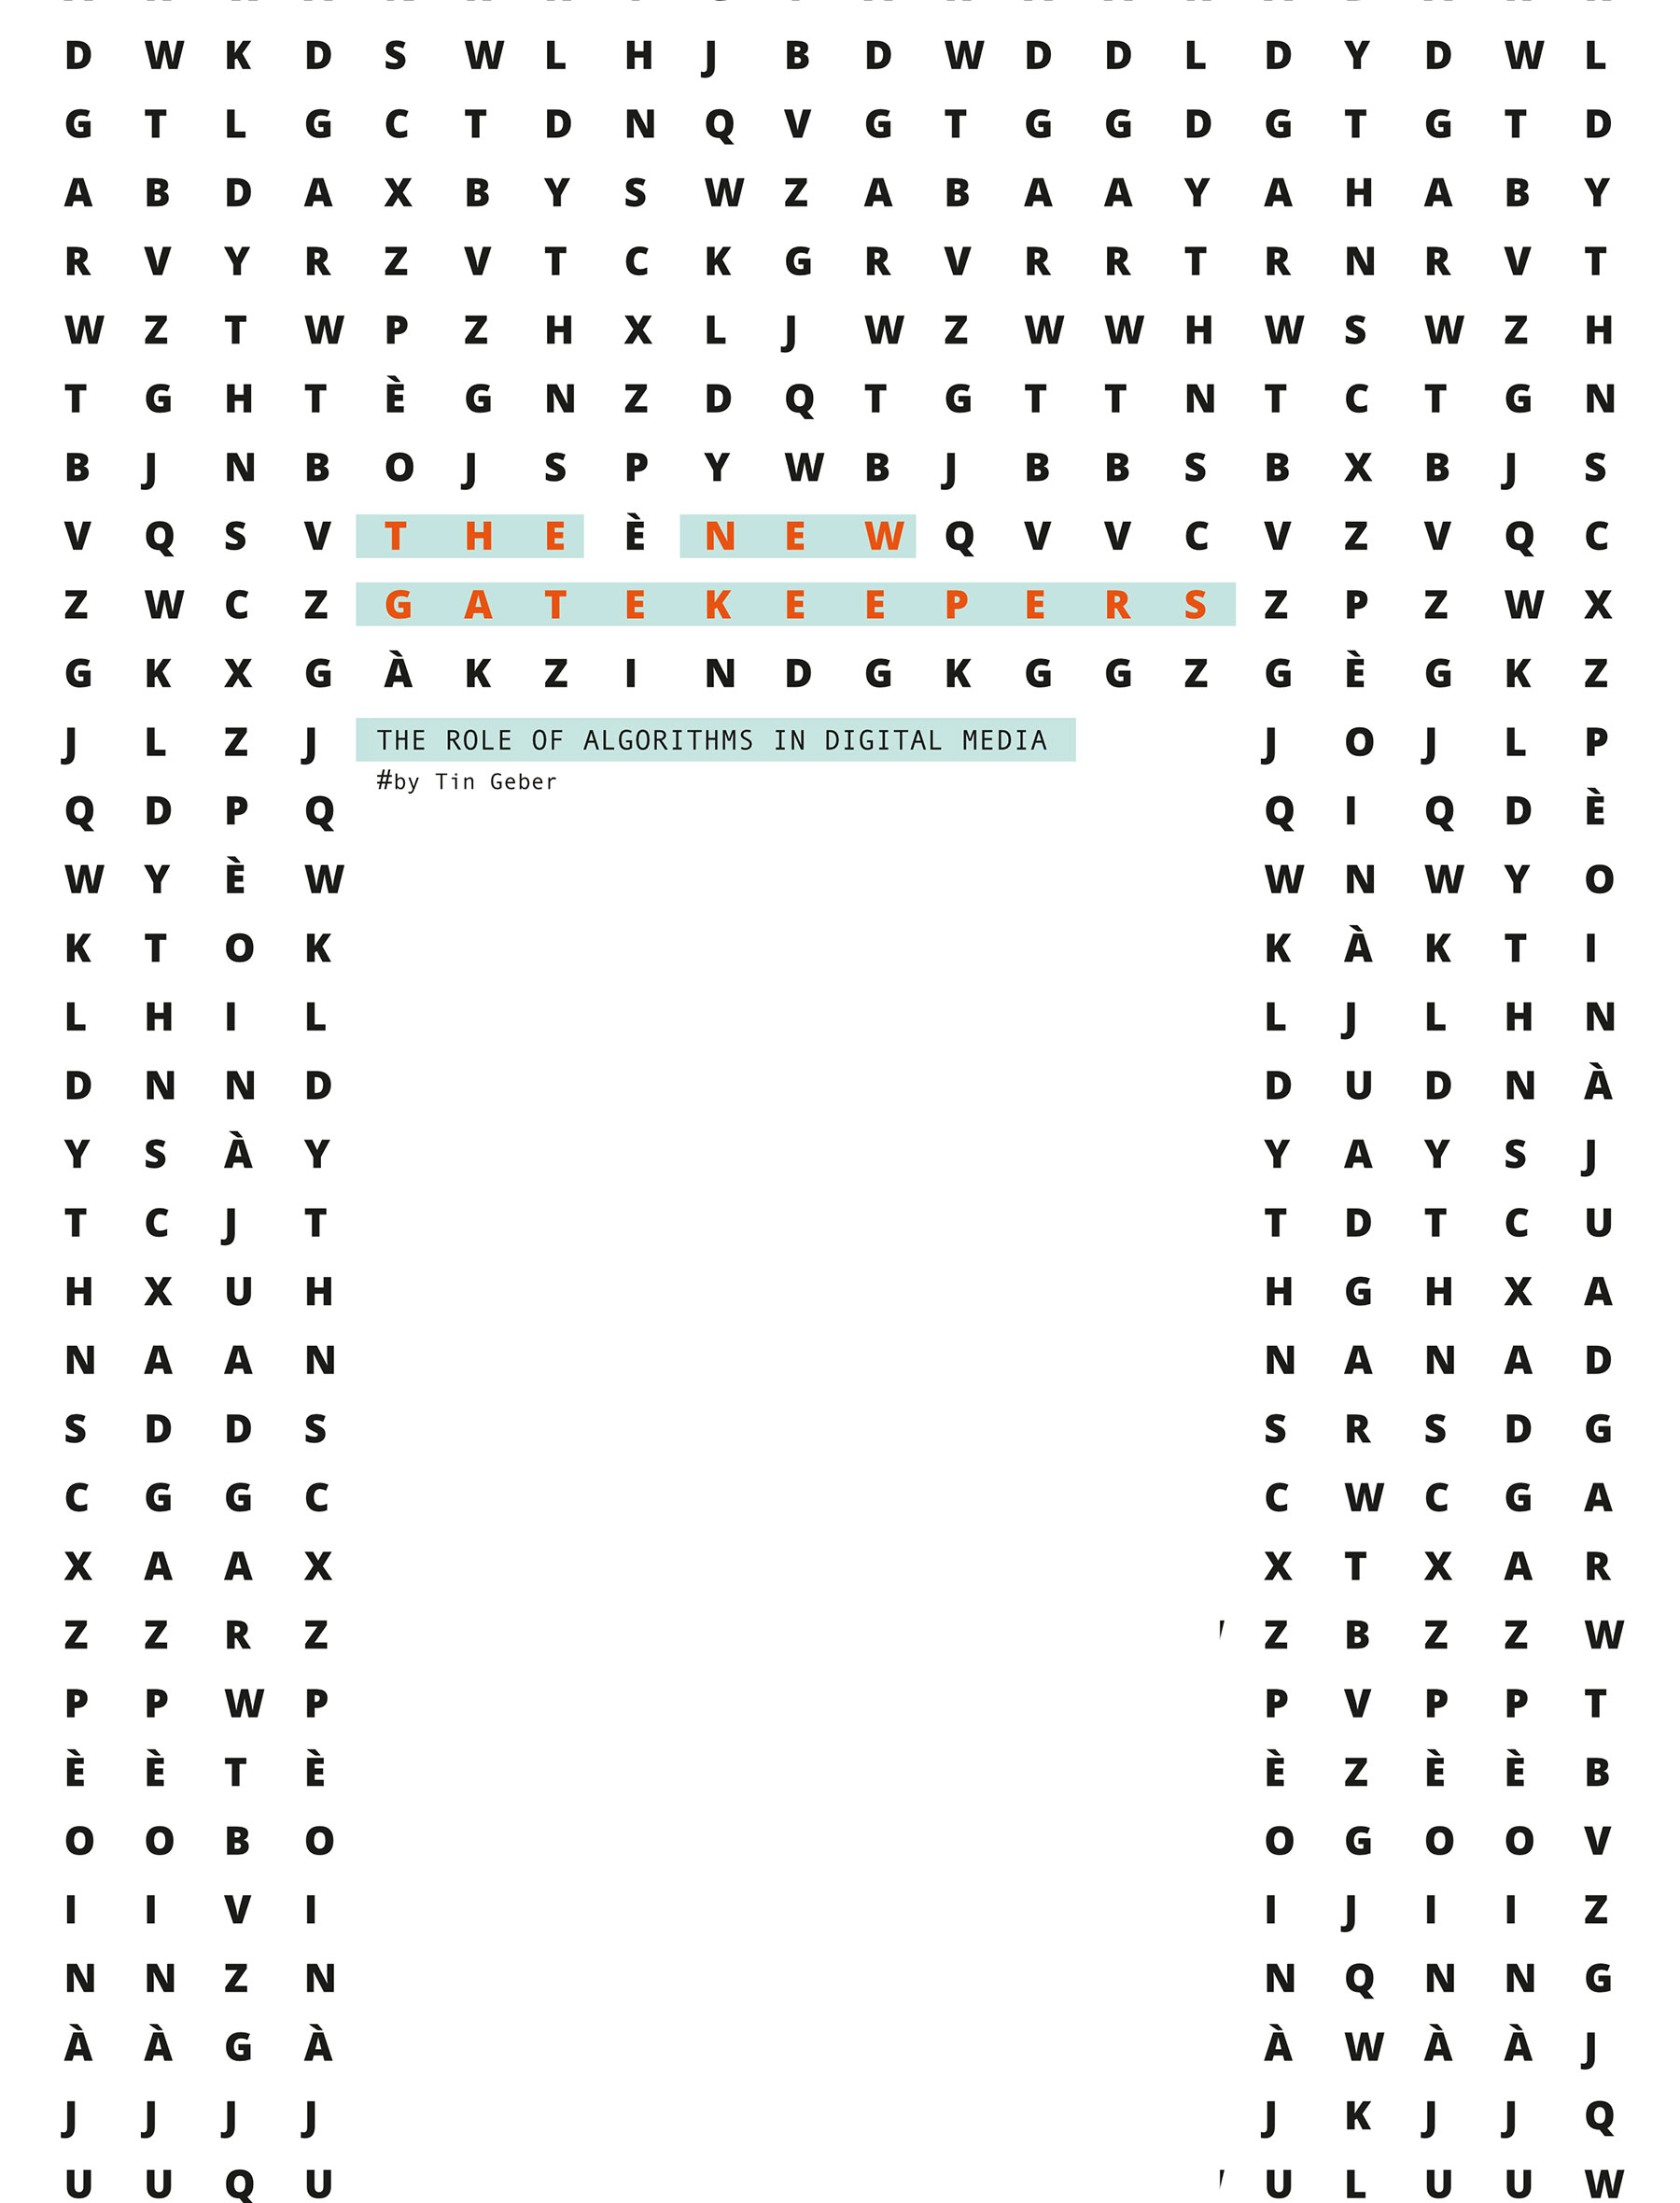 D W K D S W L H J B D W D D L D Y D W L
G T L G C T D N Q V G T G G D G T G T D
A B D A X B Y S W Z A B A A Y A H A B Y
R V Y R Z V T C K G R V R R T R N R V T
W Z T W P Z H X L J W Z W W H W S W Z H
T G H T È G N Z D Q T G T T N T C T G N
B J N B O J S P Y W B J B B S B X B J S
V Q S V T H E È N E W Q V V C V Z V Q C
Z W C Z G A T E K E E P E R S Z P Z W X
G K X G À K Z I N D G K G G Z G È G K Z
J L Z J THE ROLE OF ALGORITHMS IN DIGITAL MEDIA J O J L P
#by Tin Geber
Q D P Q Q I Q D È
W Y È W W N W Y O
K T O K K À K T I
L H I L L J L H N
D N N D D U D N À
Y S À Y Y A Y S J
T C J T T D T C U
H X U H H G H X A
N A A N N A N A D
S D D S S R S D G
C G G C C W C G A
X A A X X T X A R
Z Z R Z Z B Z Z W
P P W P P V P P T
È È T È È Z È È B
O O B O O G O O V
I I V I I J I I Z
N N Z N N Q N N G
À À G À À W À À J
J J J J J K J J Q
U U Q U U L U U W